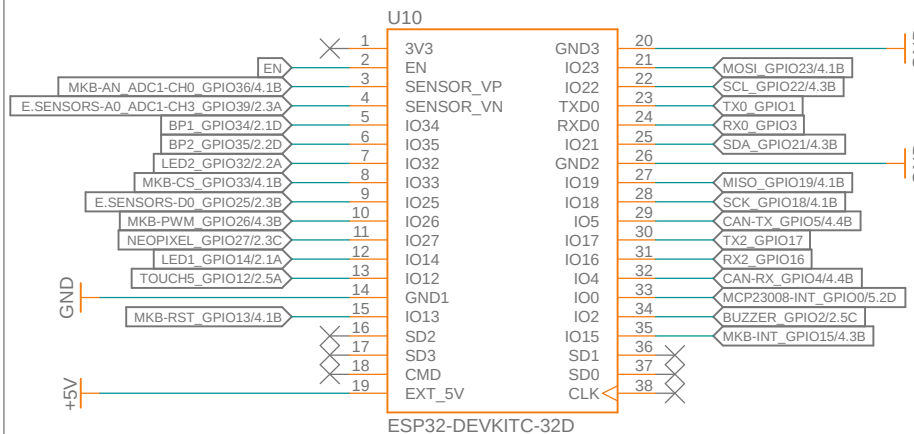 U10
1 3V3 GND3 20
EN 2 EN IO23 21 MOSI_GPIO23/4.1B
MKB-AN_ADC1-CH0_GPIO36/4.1B 3 SENSOR_VP IO22 22 SCL_GPIO22/4.3B
E.SENSORS-A0_ADC1-CH3_GPIO39/2.3A 4 SENSOR_VN TXD0 23 TX0_GPIO1
BP1_GPIO34/2.1D 5 IO34 RXD0 24 RX0_GPIO3
BP2_GPIO35/2.2D 6 IO35 IO21 25 SDA_GPIO21/4.3B
LED2_GPIO32/2.2A 7 IO32 GND2 26
MKB-CS_GPIO33/4.1B 8 IO33 IO19 27 MISO_GPIO19/4.1B
E.SENSORS-D0_GPIO25/2.3B 9 IO25 IO18 28 SCK_GPIO18/4.1B
MKB-PWM_GPIO26/4.3B 10 IO26 IO5 29 CAN-TX_GPIO5/4.4B
NEOPIXEL_GPIO27/2.3C 11 IO27 IO17 30 TX2_GPIO17
LED1_GPIO14/2.1A 12 IO14 IO16 31 RX2_GPIO16
TOUCH5_GPIO12/2.5A 13 IO12 IO4 32 CAN-RX_GPIO4/4.4B
GND 14 GND1 IO0 33 MCP23008-INT_GPIO0/5.2D
MKB-RST_GPIO13/4.1B 15 IO13 IO2 34 BUZZER_GPIO2/2.5C
16 SD2 IO15 35 MKB-INT_GPIO15/4.3B
17 SD3 SD1 36
18 CMD SD0 37
+5V 19 EXT_5V CLK 38
ESP32-DEVKITC-32D